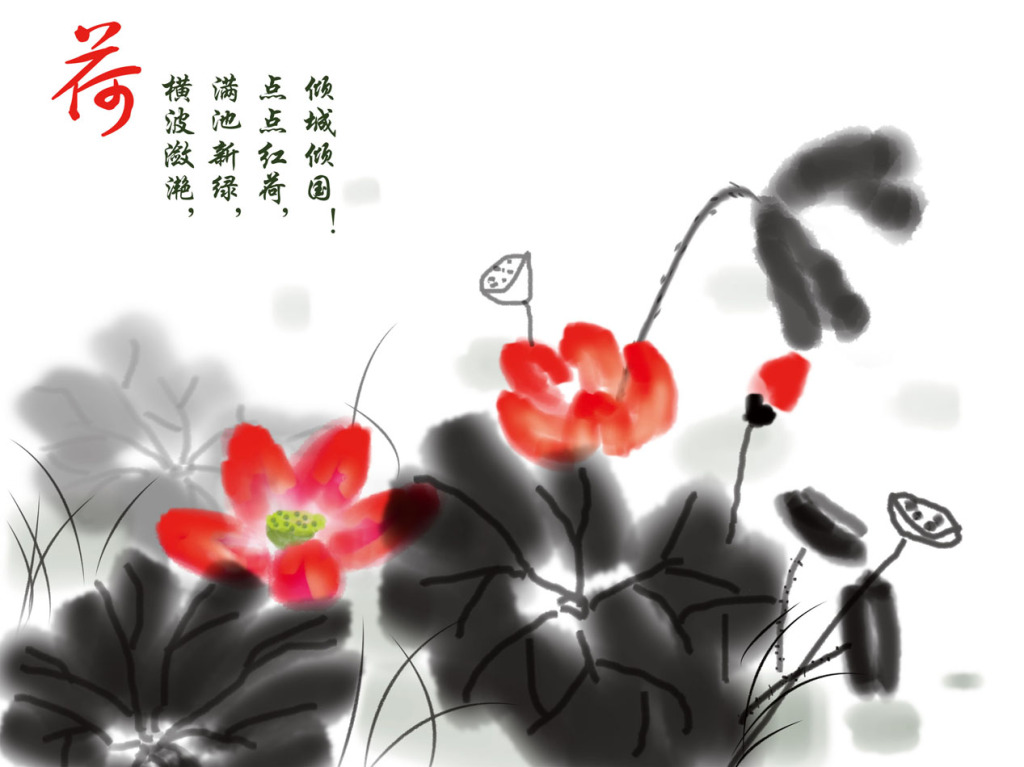 荷
横波潋滟，
满池新绿，
点点红荷，
倾城倾国！